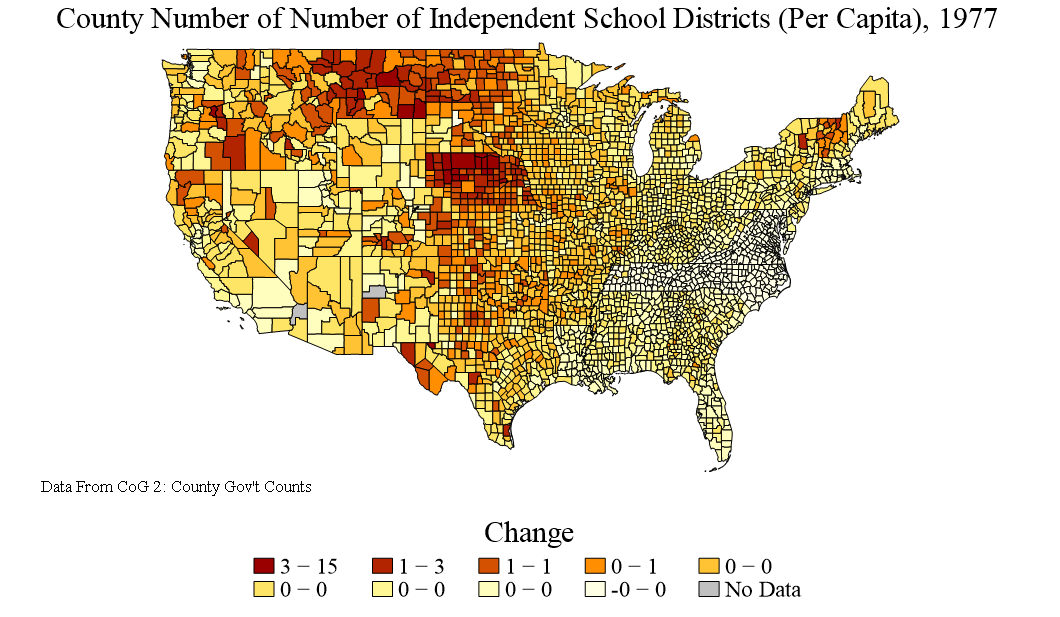 County Number of Number of Independent School Districts (Per Capita), 1977
Data From CoG 2: County Gov't Counts
Change
3 − 15 1 − 3 1 − 1 0 − 1 0 − 0
0 − 0 0 − 0 0 − 0 -0 − 0 No Data